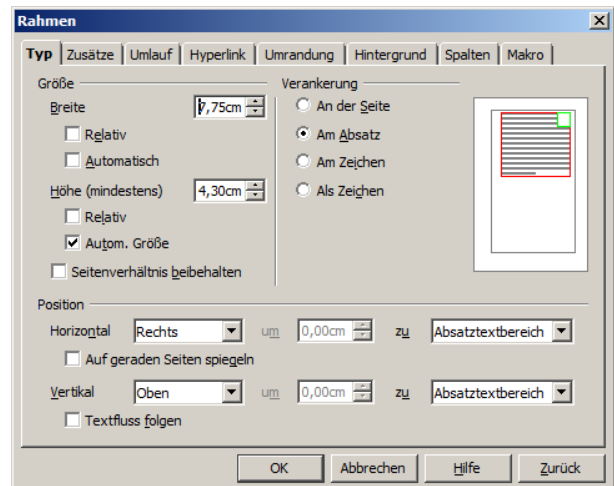 Rahmen
Typ Zusätze Umlauf Hyperlink Umrandung Hintergrund Spalten Makro
Größe
Breite 7,75cm
Relativ
Automatisch
Höhe (mindestens) 4,30cm
Relativ
Autom. Größe
Seitenverhältnis beibehalten
Verankerung
An der Seite
Am Absatz
Am Zeichen
Als Zeichen
Position
Horizontal Rechts um 0,00cm zu Absatztextbereich
Auf geraden Seiten spiegeln
Vertikal Oben um 0,00cm zu Absatztextbereich
Textfluss folgen
OK Abbrechen Hilfe Zurück